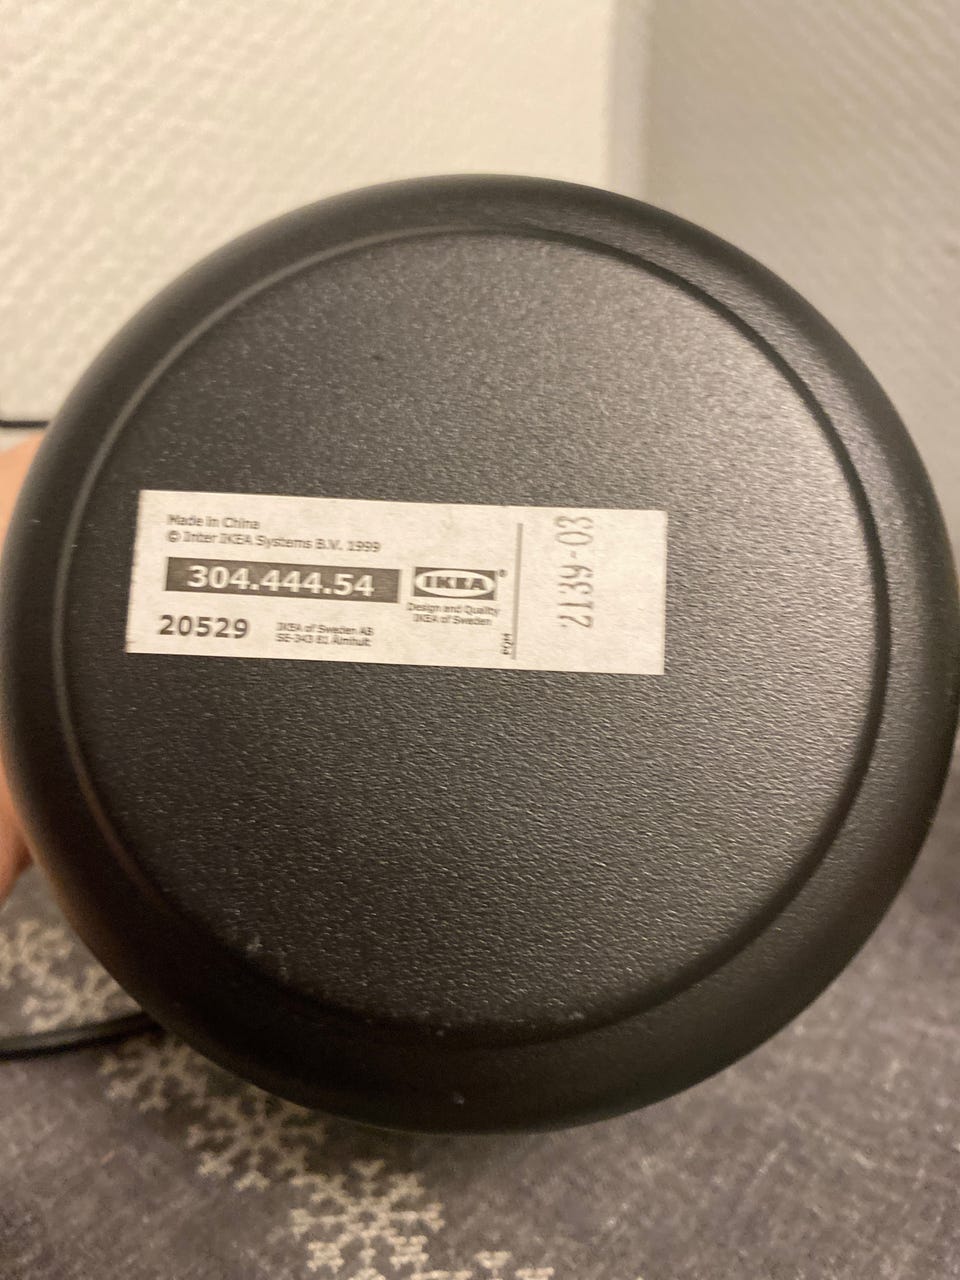 Made in China
© Inter IKEA Systems B.V. 1999
304.444.54
IKEA®
Design and Quality
IKEA of Sweden
20529
IKEA of Sweden AB
SE-343 81 Älmhult
2139-03